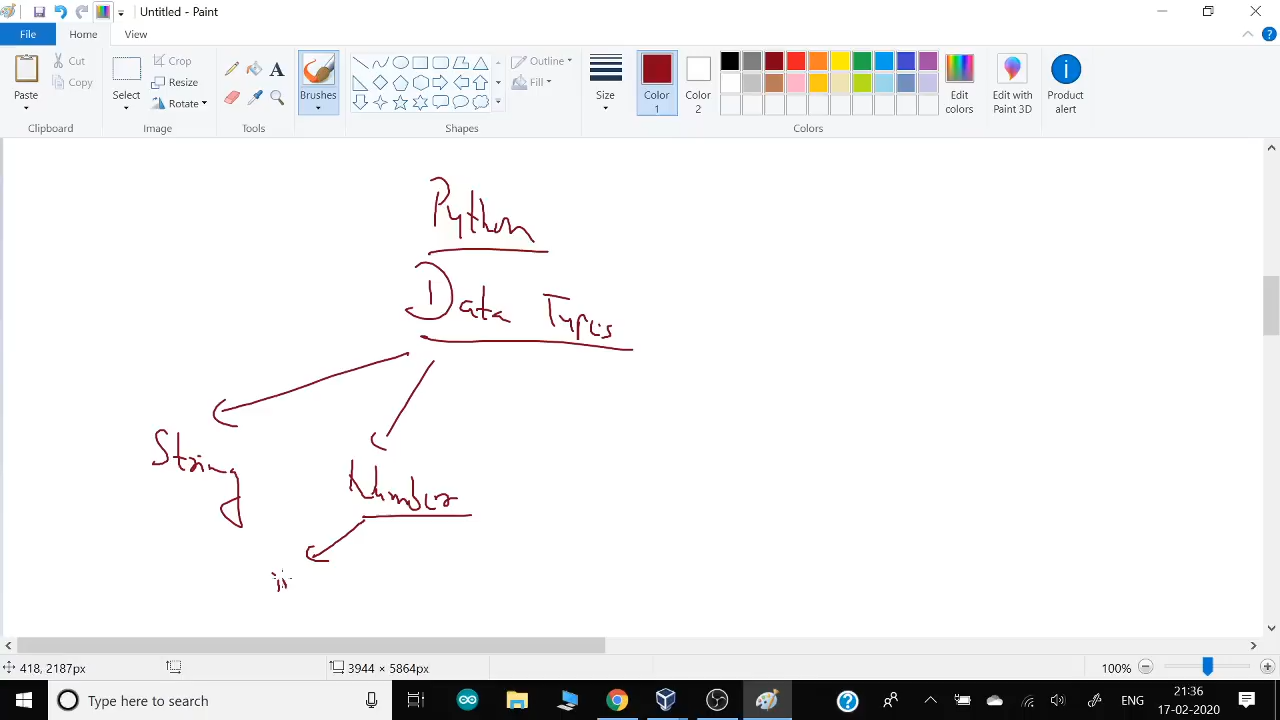 Untitled - Paint
File Home View
Paste
Cut
Copy
Clipboard
Select
Crop
Resize
Rotate
Image
A
Tools
Brushes
Outline
Fill
Shapes
Size
Color 1
Color 2
Edit colors
Colors
Edit with Paint 3D
Product alert
Python
Data Types
String
Number
418, 2187px
3944 × 5864px
100%
Type here to search
ENG
21:36
17-02-2020